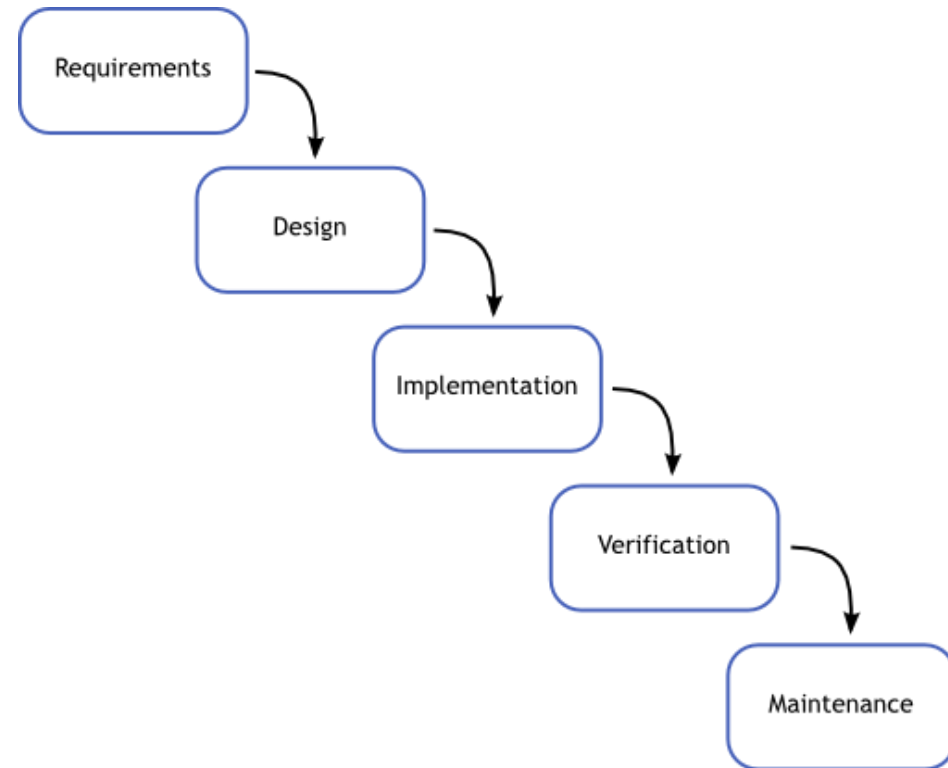 Requirements
Design
Implementation
Verification
Maintenance